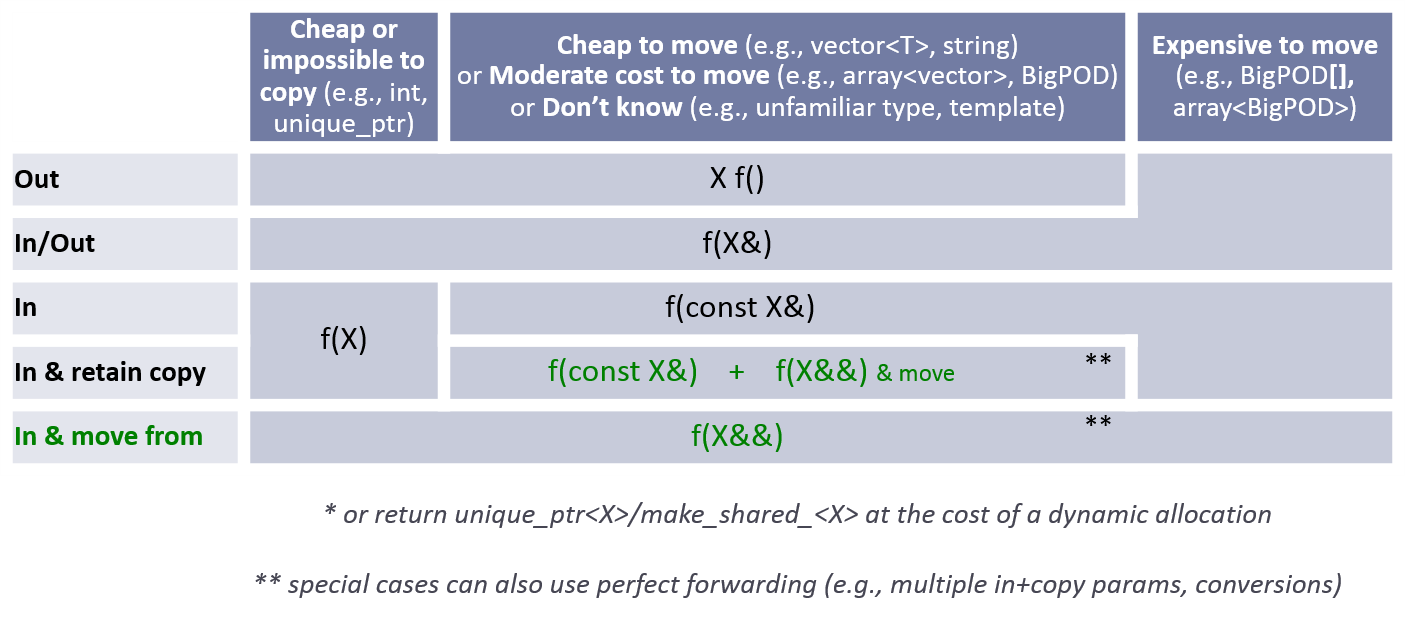 Cheap or
impossible to
copy (e.g., int,
unique_ptr)
Cheap to move (e.g., vector<T>, string)
or Moderate cost to move (e.g., array<vector>, BigPOD)
or Don’t know (e.g., unfamiliar type, template)
Expensive to move
(e.g., BigPOD[],
array<BigPOD>)
Out
X f()
In/Out
f(X&)
In
f(const X&)
f(X)
In & retain copy
f(const X&) + f(X&&) & move **
In & move from
f(X&&) **
* or return unique_ptr<X>/make_shared_<X> at the cost of a dynamic allocation
** special cases can also use perfect forwarding (e.g., multiple in+copy params, conversions)